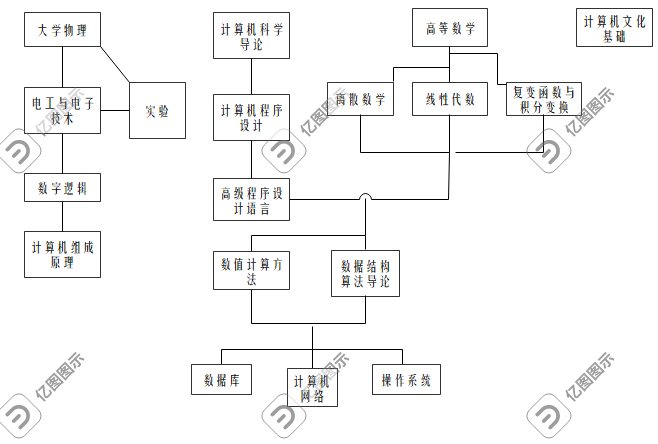 大学物理
计算机科学
导论
高等数学
计算机文化
基础
电工与电子
技术
实验
计算机程序
设计
离散数学
线性代数
复变函数与
积分变换
数字逻辑
高级程序设
计语言
计算机组成
原理
数值计算方
法
数据结构
算法导论
数据库
计算机
网络
操作系统
亿图图示
亿图图示
亿图图示
亿图图示
亿图图示
亿图图示